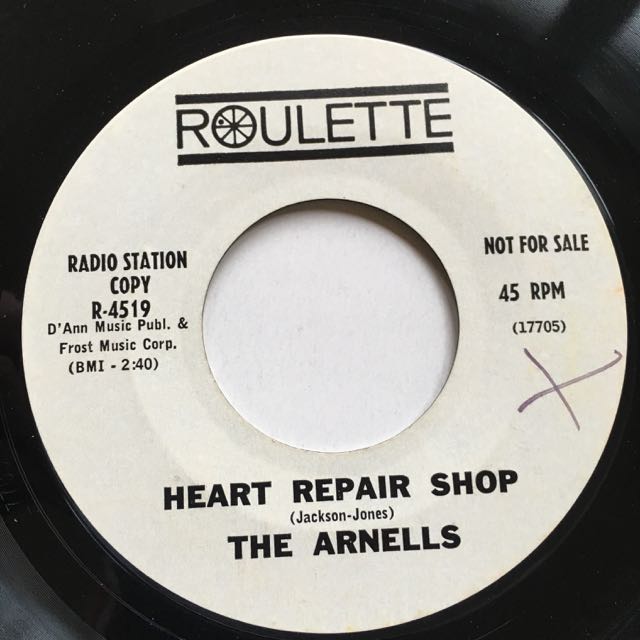 ROULETTE
RADIO STATION
COPY
R-4519
D'Ann Music Publ. &
Frost Music Corp.
(BMI - 2:40)
NOT FOR SALE
45 RPM
(17705)
X
HEART REPAIR SHOP
(Jackson-Jones)
THE ARNELLS